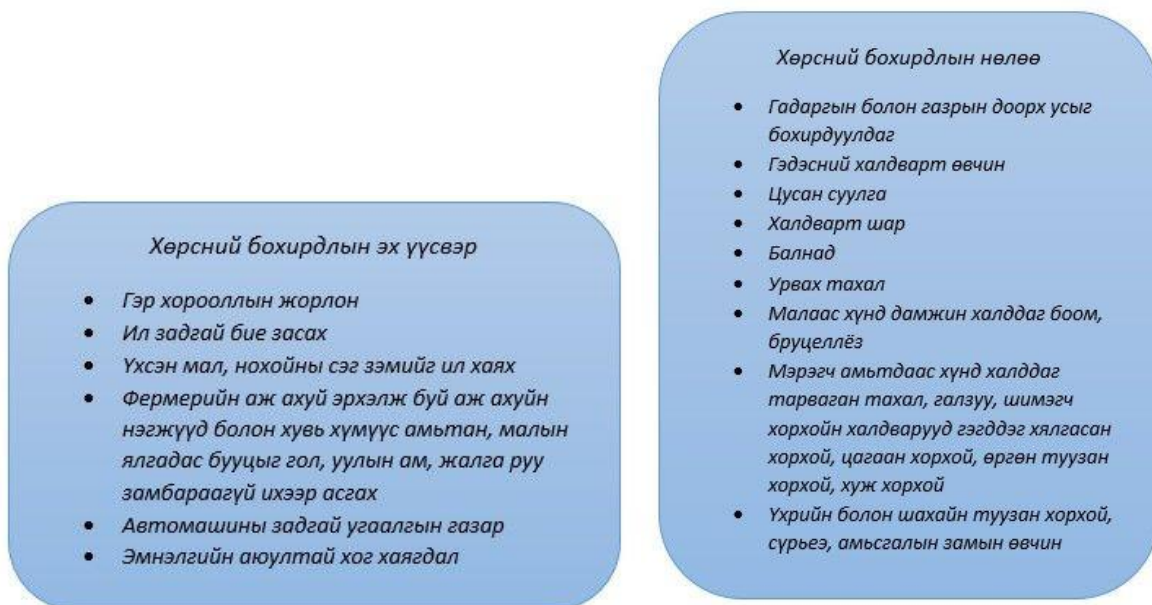 Хөрсний бохирдлын эх үүсвэр
• Гэр хорооллын жорлон
• Ил задгай бие засах
• Үхсэн мал, нохойны сэг зэмийг ил хаях
• Фермерийн аж ахуй эрхэлж буй аж ахуйн
нэгжүүд болон хувь хүмүүс амьтан, малын
ялгадас бууцыг гол, уулын ам, жалга руу
замбараагүй ихээр асгах
• Автомашины задгай угаалгын газар
• Эмнэлгийн аюултай хог хаягдал
Хөрсний бохирдлын нөлөө
• Гадаргын болон газрын доорх усыг
бохирдуулдаг
• Гэдэсний халдварт өвчин
• Цусан суулга
• Халдварт шар
• Балнад
• Урвах тахал
• Малаас хүнд дамжин халддаг боом,
бруцеллёз
• Мэрэгч амьтдаас хүнд халддаг
тарваган тахал, галзуу, шимэгч
хорхойн халдварууд гэгддэг хялгасан
хорхой, цагаан хорхой, өргөн туузан
хорхой, хуж хорхой
• Үхрийн болон шахайн туузан хорхой,
сүрьеэ, амьсгалын замын өвчин